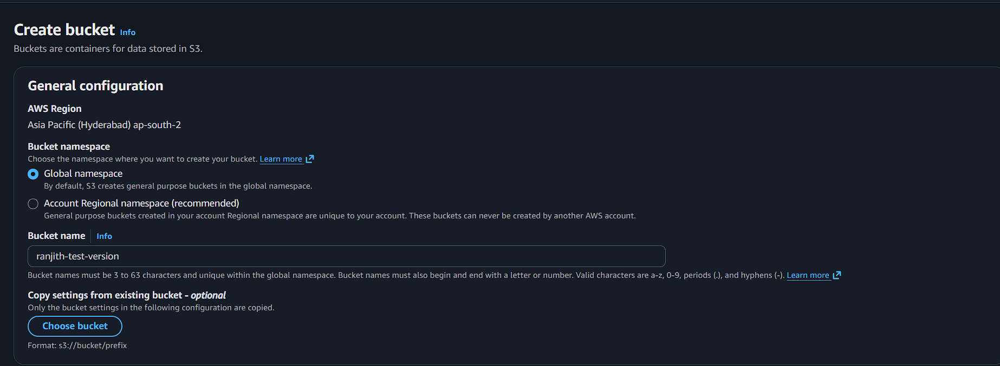 Create bucket Info
Buckets are containers for data stored in S3.
General configuration
AWS Region
Asia Pacific (Hyderabad) ap-south-2
Bucket namespace
Choose the namespace where you want to create your bucket. Learn more
Global namespace
By default, S3 creates general purpose buckets in the global namespace.
Account Regional namespace (recommended)
General purpose buckets created in your account Regional namespace are unique to your account. These buckets can never be created by another AWS account.
Bucket name Info
ranjith-test-version
Bucket names must be 3 to 63 characters and unique within the global namespace. Bucket names must also begin and end with a letter or number. Valid characters are a-z, 0-9, periods (.), and hyphens (-). Learn more
Copy settings from existing bucket - optional
Only the bucket settings in the following configuration are copied.
Choose bucket
Format: s3://bucket/prefix